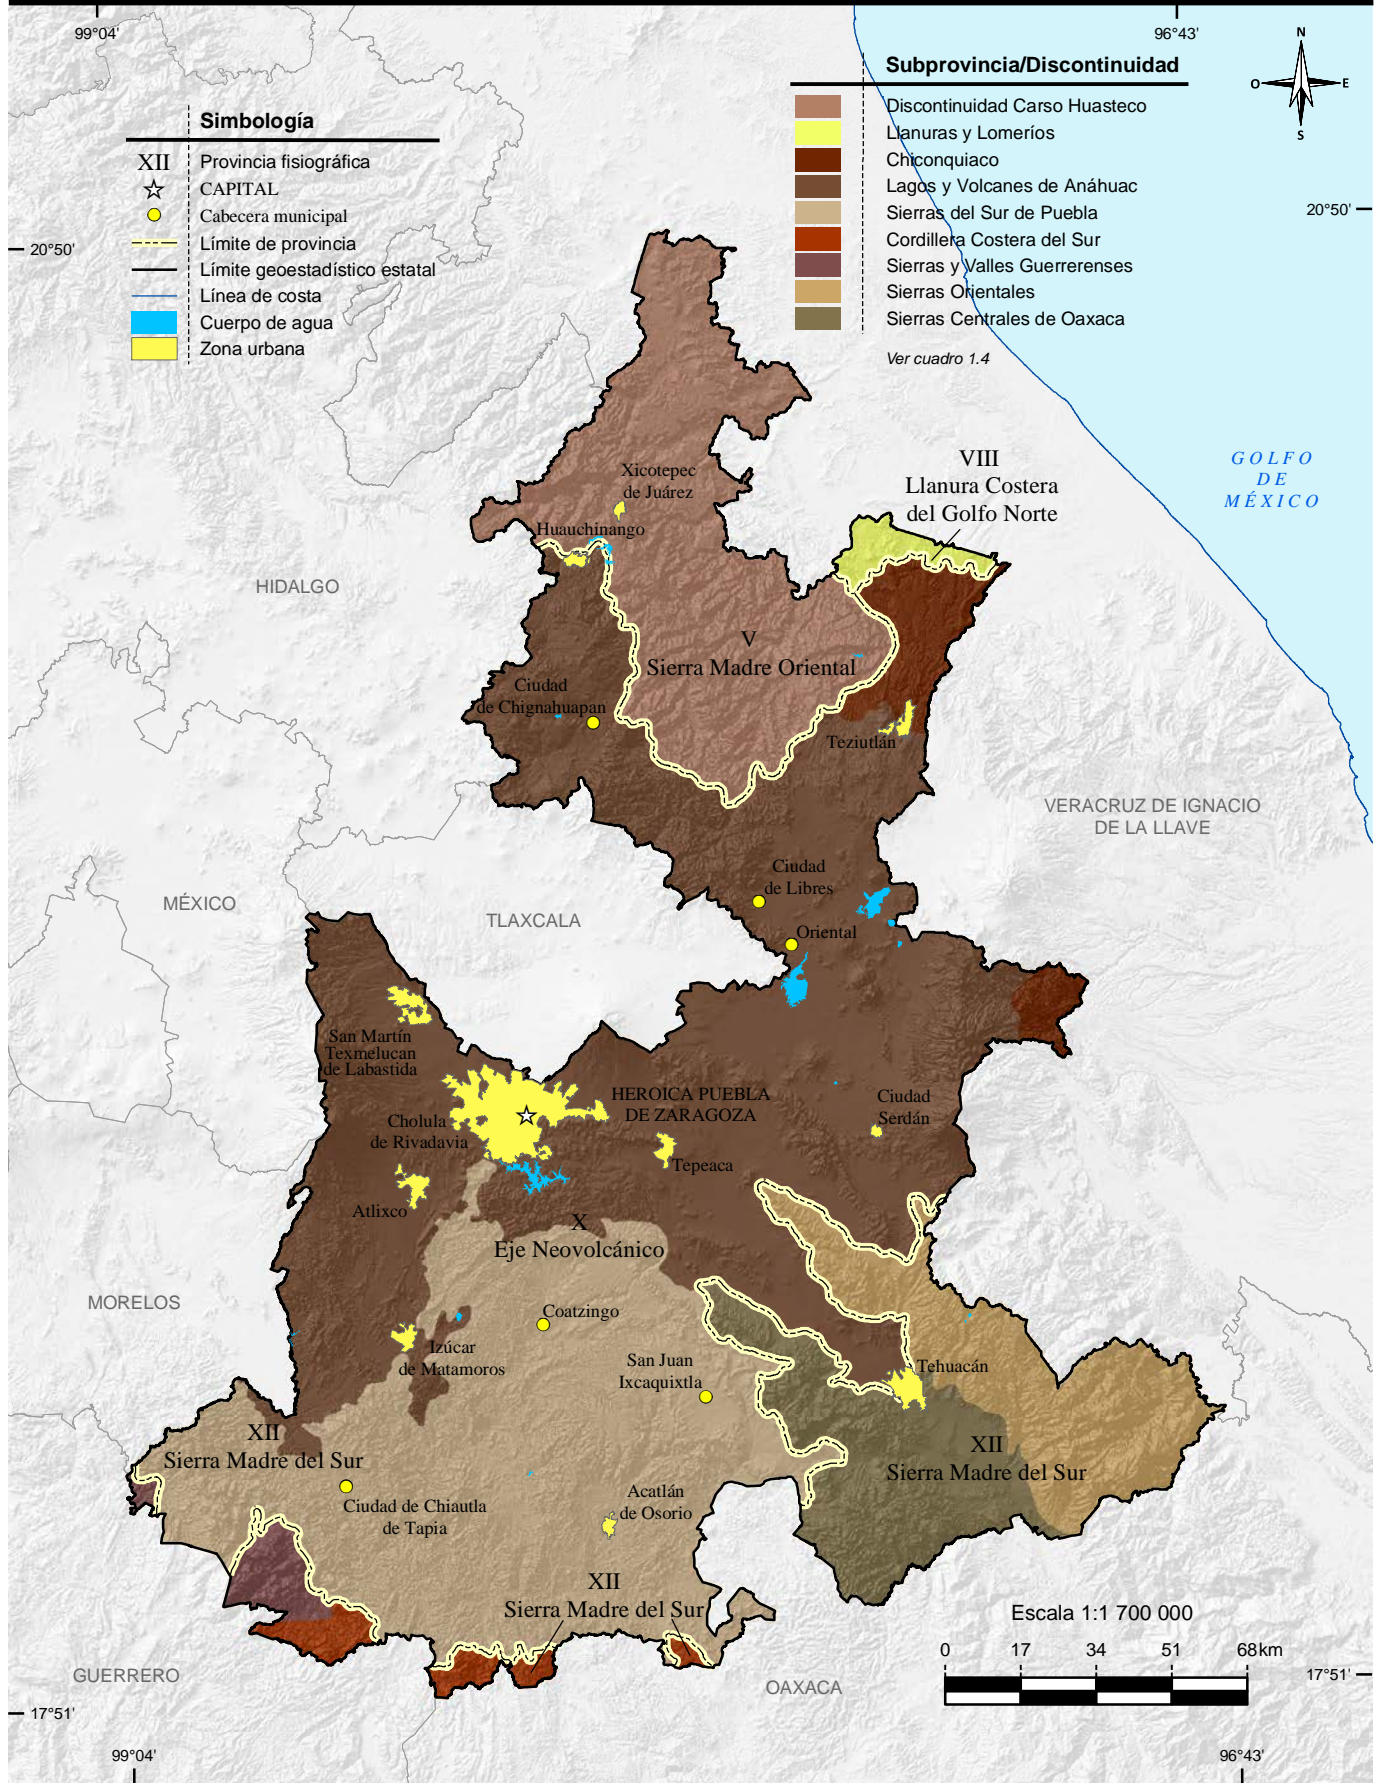 99°04'
96°43'
Simbología
XII Provincia fisiográfica
CAPITAL
Cabecera municipal
Límite de provincia
Límite geoestadístico estatal
Línea de costa
Cuerpo de agua
Zona urbana
Subprovincia/Discontinuidad
Discontinuidad Carso Huasteco
Llanuras y Lomeríos
Chiconquiaco
Lagos y Volcanes de Anáhuac
Sierras del Sur de Puebla
Cordillera Costera del Sur
Sierras y Valles Guerrerenses
Sierras Orientales
Sierras Centrales de Oaxaca
Ver cuadro 1.4
N
O
E
S
20°50'
20°50'
GOLFO
DE
MÉXICO
VIII
Llanura Costera
del Golfo Norte
Xicotepec
de Juárez
Huauchinango
HIDALGO
V
Sierra Madre Oriental
Ciudad
de Chignahuapan
Teziutlán
VERACRUZ DE IGNACIO
DE LA LLAVE
Ciudad
de Libres
MÉXICO
TLAXCALA
Oriental
San Martín
Texmelucan
de Labastida
HEROICA PUEBLA
DE ZARAGOZA
Ciudad
Serdán
Cholula
de Rivadavia
Tepeaca
Atlixco
X
Eje Neovolcánico
MORELOS
Coatzingo
Izúcar
de Matamoros
San Juan
Ixcaquixtla
Tehuacán
XII
Sierra Madre del Sur
XII
Sierra Madre del Sur
Ciudad de Chiautla
de Tapia
Acatlán
de Osorio
XII
Sierra Madre del Sur
Escala 1:1 700 000
0 17 34 51 68km
GUERRERO
OAXACA
17°51'
17°51'
99°04'
96°43'